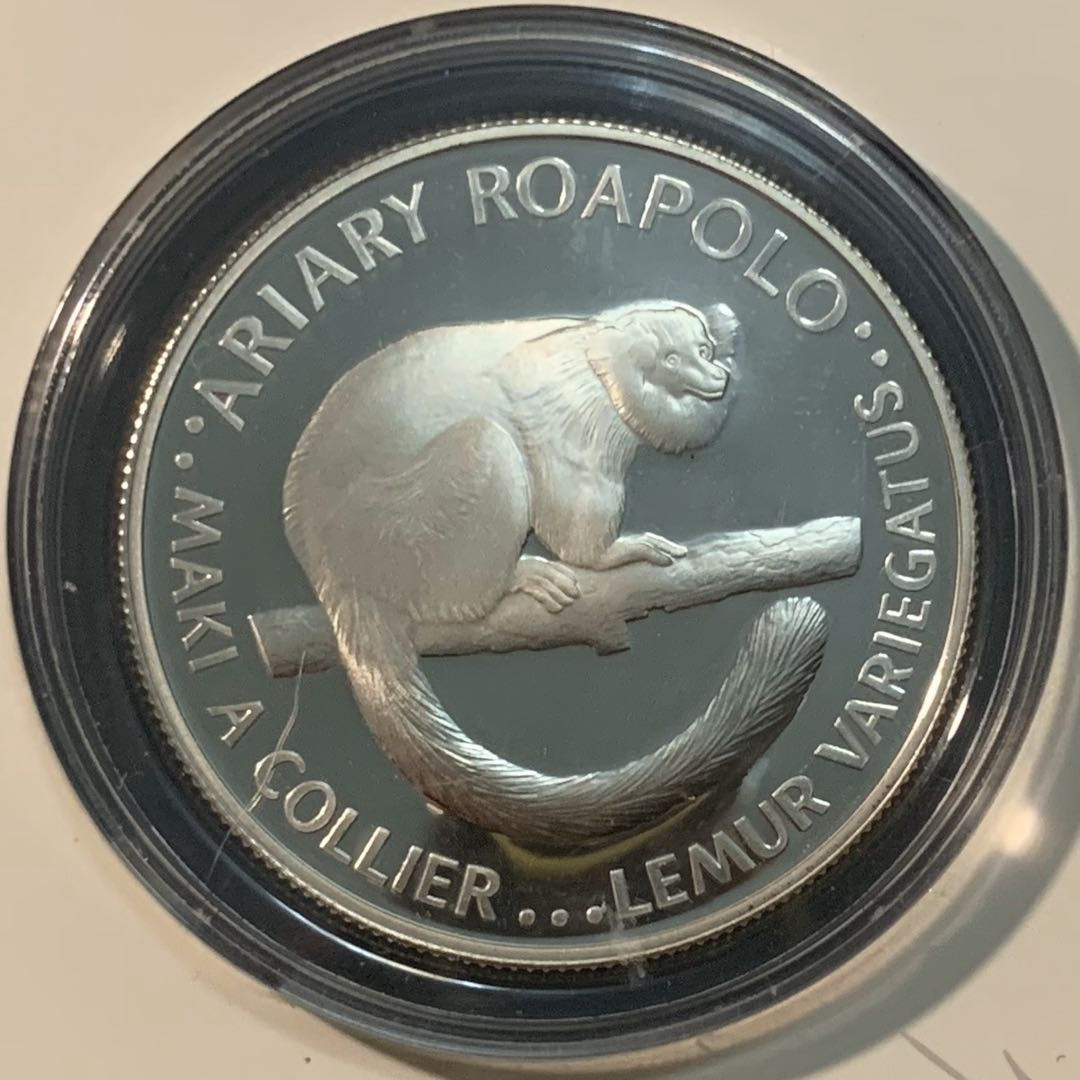 ARIARY ROAPOLO
MAKI A COLLIER ... LEMUR VARIEGATUS